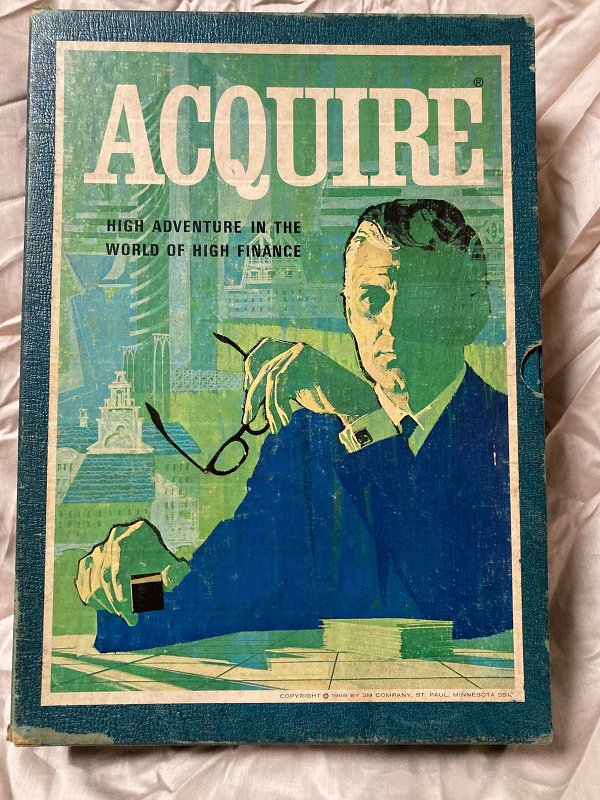 ACQUIRE®
HIGH ADVENTURE IN THE
WORLD OF HIGH FINANCE
COPYRIGHT © 1968 BY 3M COMPANY, ST. PAUL, MINNESOTA